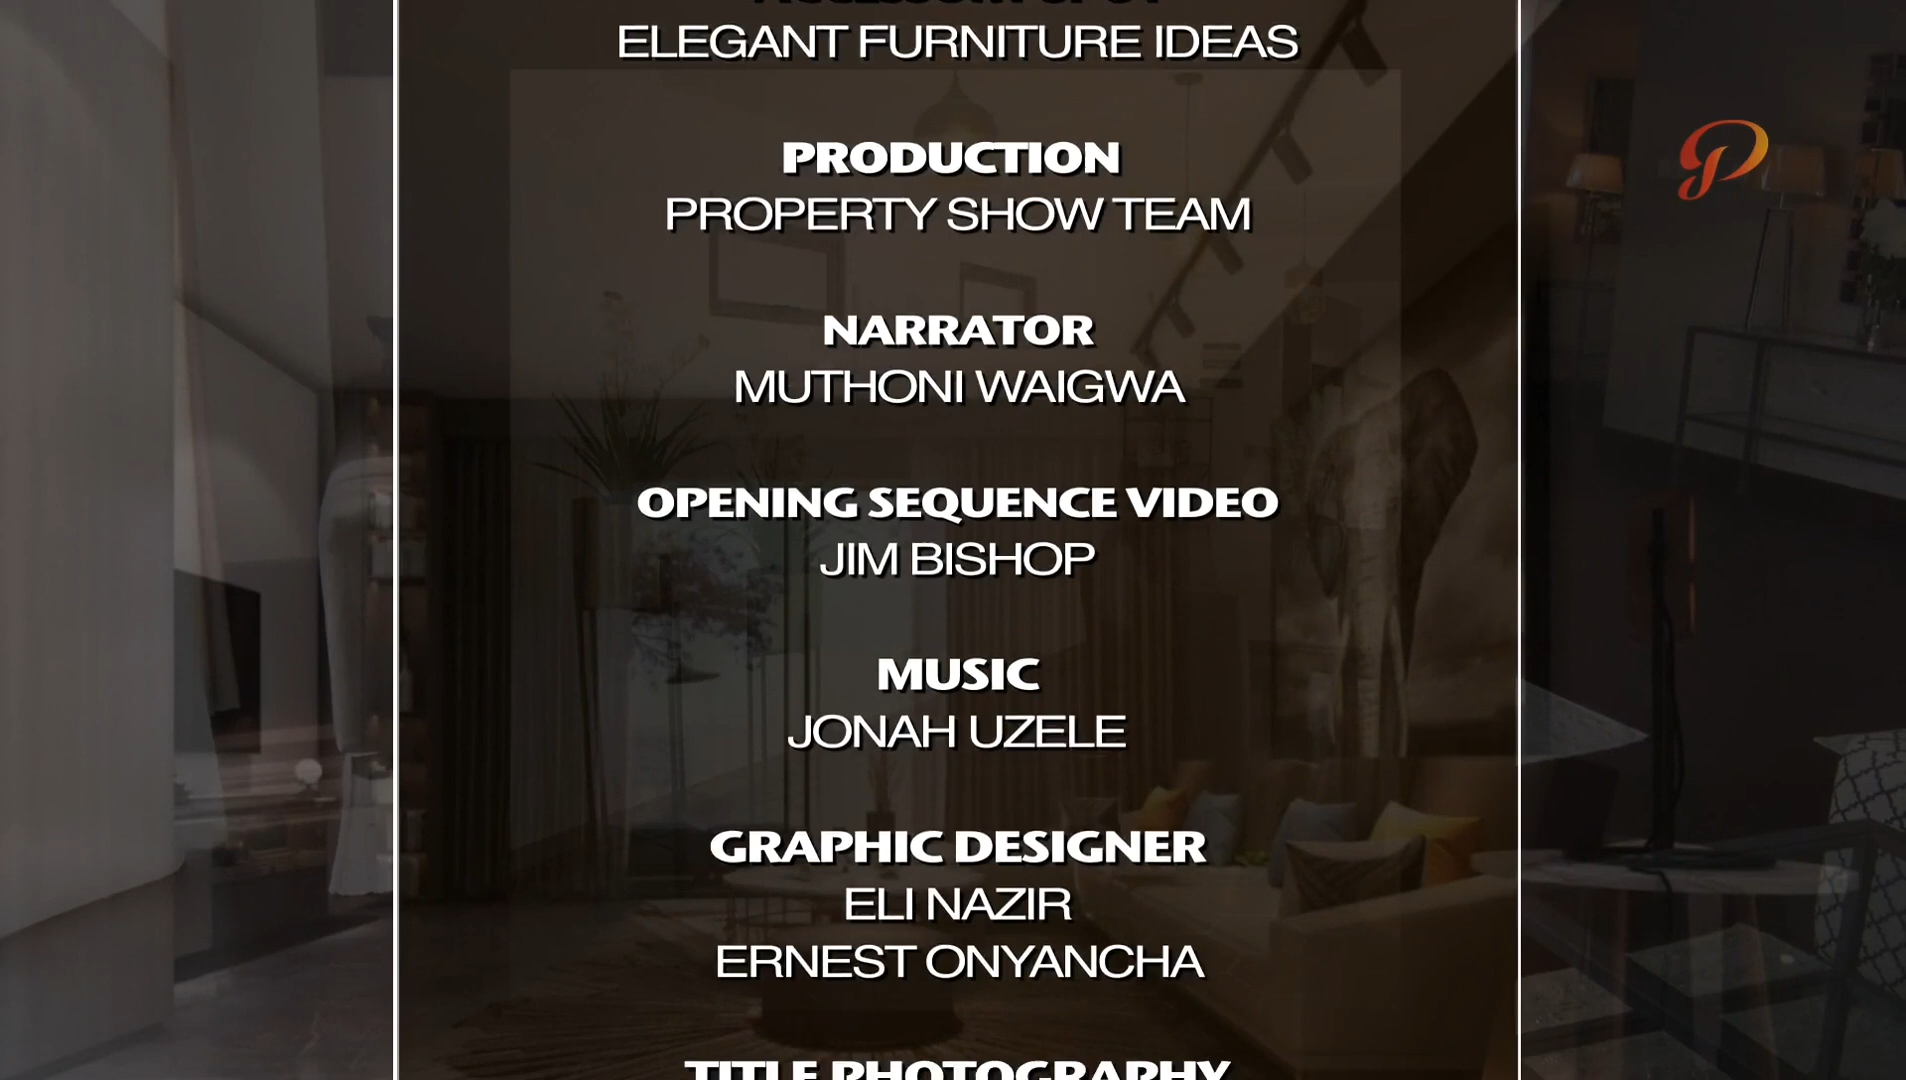 ELEGANT FURNITURE IDEAS
PRODUCTION
PROPERTY SHOW TEAM
NARRATOR
MUTHONI WAIGWA
OPENING SEQUENCE VIDEO
JIM BISHOP
MUSIC
JONAH UZELE
GRAPHIC DESIGNER
ELI NAZIR
ERNEST ONYANCHA
TITLE PHOTOGRAPHY